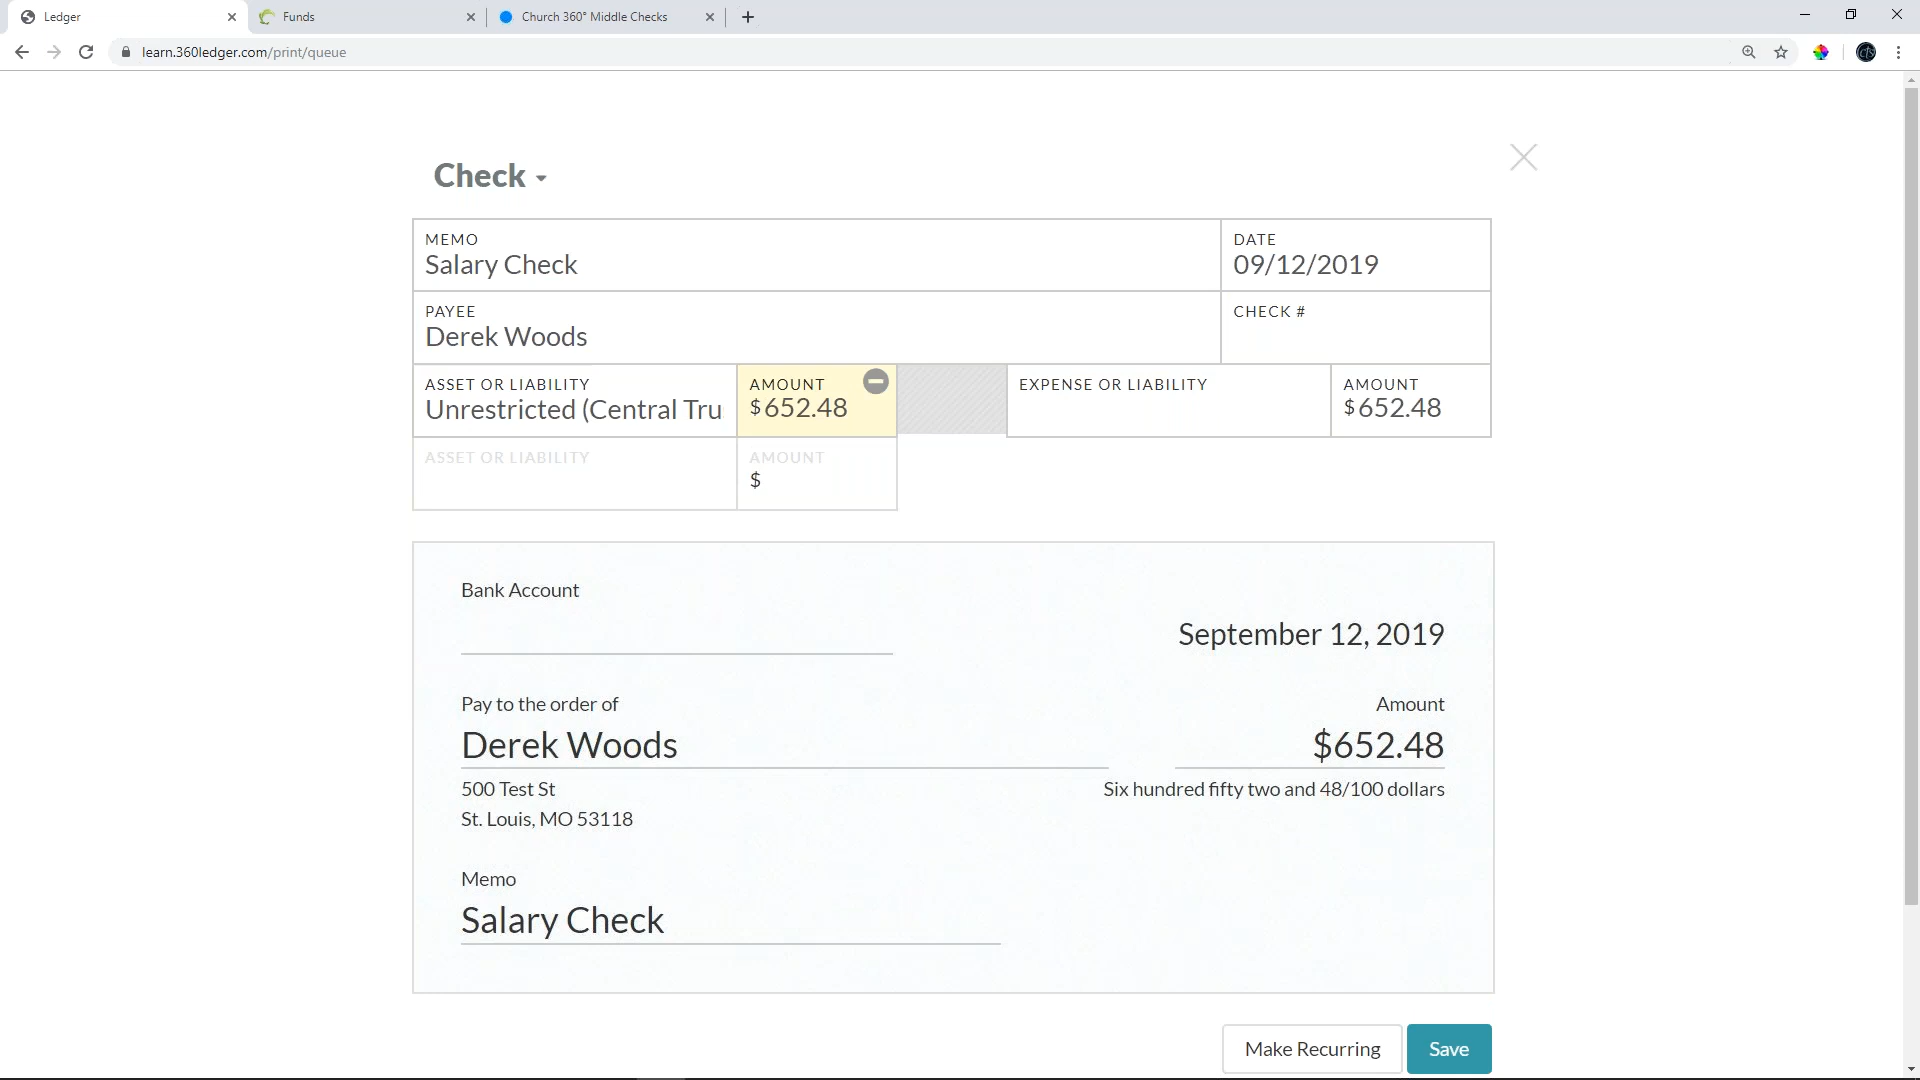 Ledger
Funds
Church 360° Middle Checks
learn.360ledger.com/print/queue
Check
MEMO
Salary Check
DATE
09/12/2019
PAYEE
Derek Woods
CHECK #
ASSET OR LIABILITY
Unrestricted (Central Tru
AMOUNT
$652.48
EXPENSE OR LIABILITY
AMOUNT
$652.48
ASSET OR LIABILITY
AMOUNT
$
Bank Account
September 12, 2019
Pay to the order of
Amount
Derek Woods
$652.48
500 Test St
Six hundred fifty two and 48/100 dollars
St. Louis, MO 53118
Memo
Salary Check
Make Recurring
Save